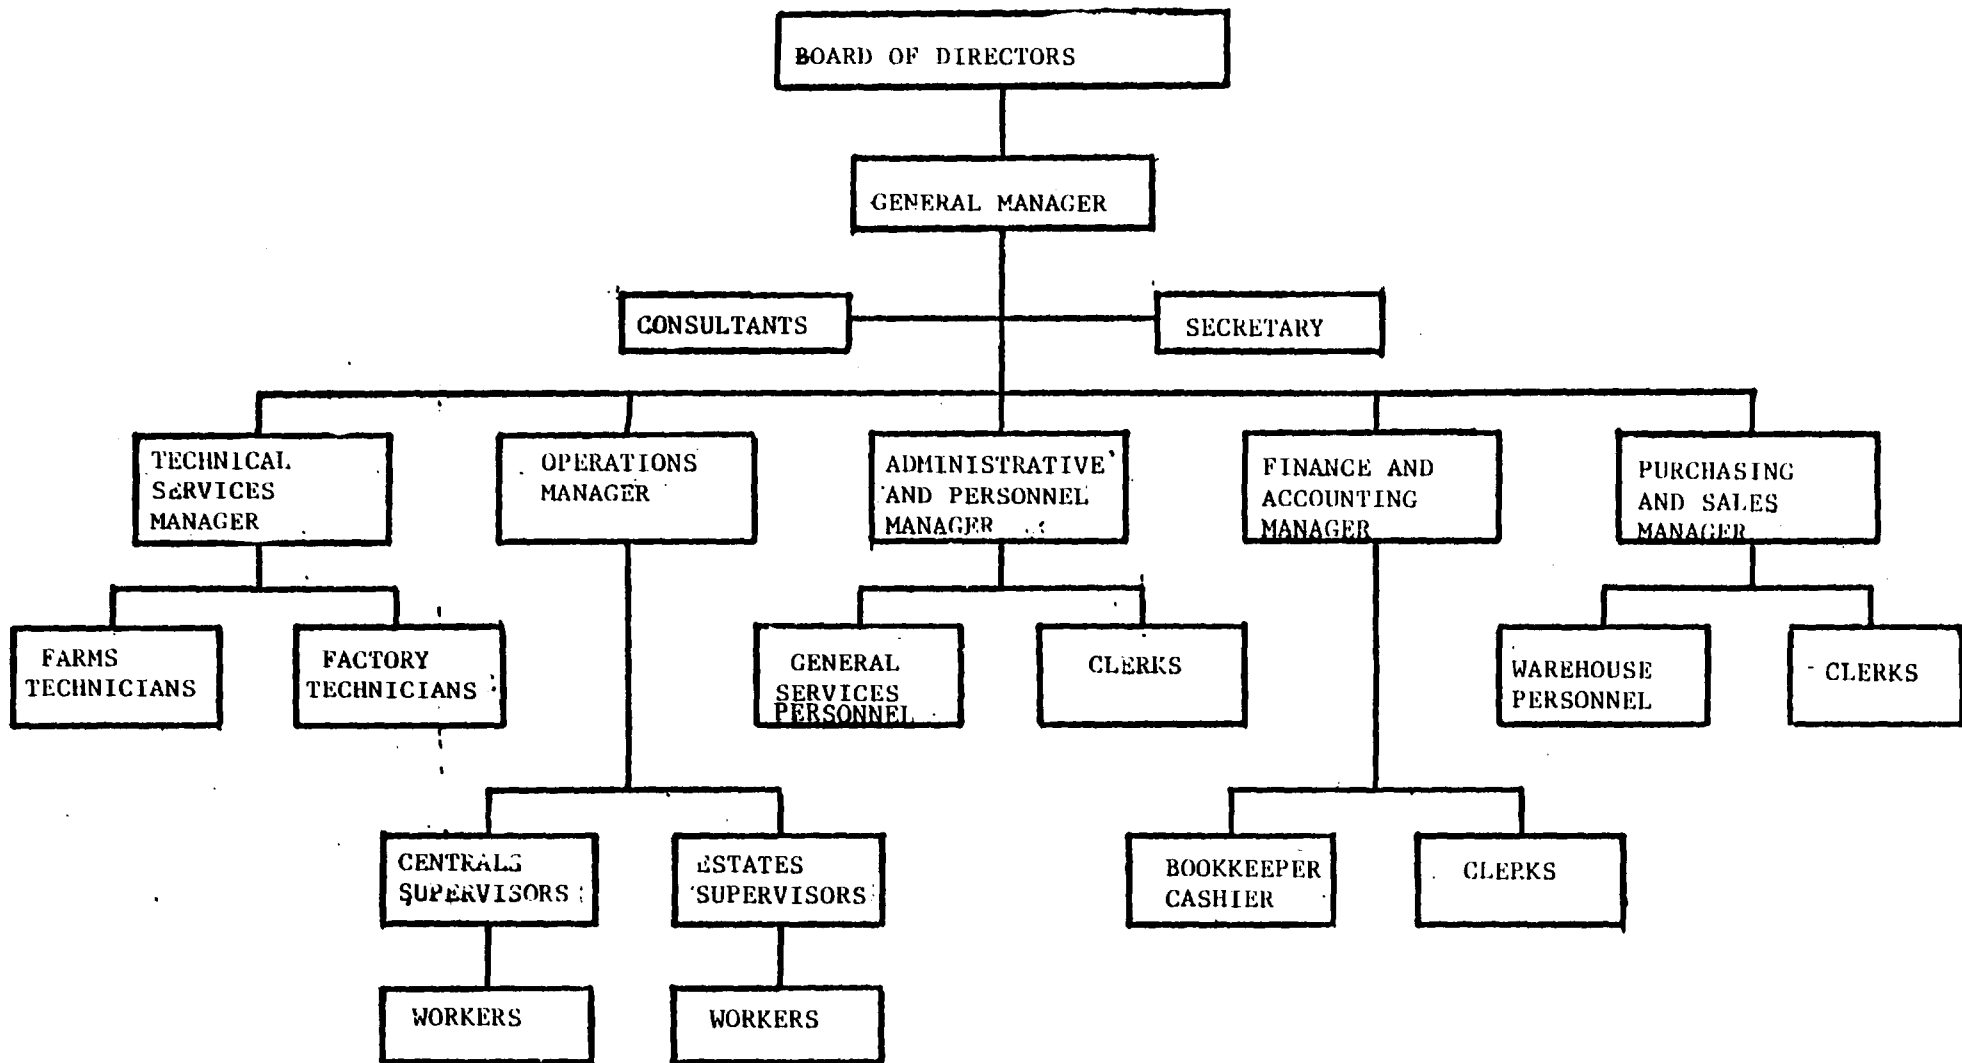 BOARD OF DIRECTORS
GENERAL MANAGER
CONSULTANTS
SECRETARY
TECHNICAL
SERVICES
MANAGER
OPERATIONS
MANAGER
ADMINISTRATIVE
AND PERSONNEL
MANAGER
FINANCE AND
ACCOUNTING
MANAGER
PURCHASING
AND SALES
MANAGER
FARMS
TECHNICIANS
FACTORY
TECHNICIANS
GENERAL
SERVICES
PERSONNEL
CLERKS
WAREHOUSE
PERSONNEL
CLERKS
CENTRALS
SUPERVISORS
ESTATES
SUPERVISORS
BOOKKEEPER
CASHIER
CLERKS
WORKERS
WORKERS